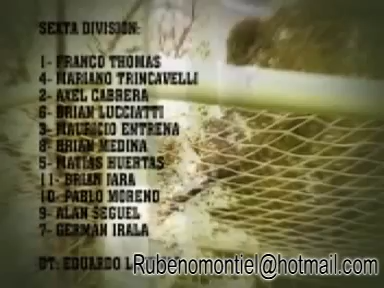 SEXTA DIVISION:
1- FRANCO THOMAS
4- MARIANO TRINCAVELLI
2- AXEL CABRERA
6- BRIAN LUCCIATTI
3- MAURICIO ENTRENA
8- BRIAN MEDINA
5- MATIAS HUERTAS
11- BRIAN JARA
10- PABLO MORENO
9- ALAN SEGUEL
7- GERMAN IRALA
DT: EDUARDO
Rubenomontiel@hotmail.com